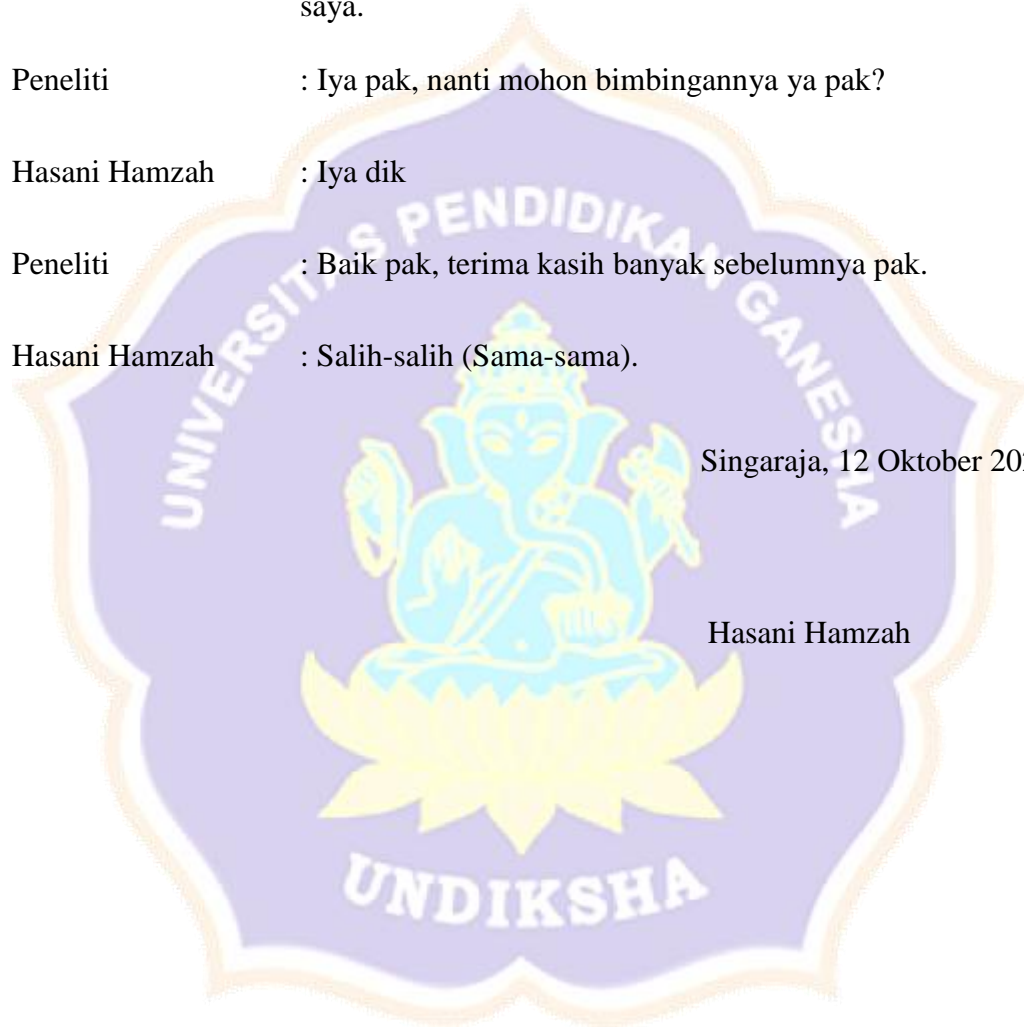 saya.
Peneliti : Iya pak, nanti mohon bimbingannya ya pak?
Hasani Hamzah : Iya dik
Peneliti : Baik pak, terima kasih banyak sebelumnya pak.
Hasani Hamzah : Salih-salih (Sama-sama).
Singaraja, 12 Oktober
Hasani Hamzah
UNIVERSITAS PENDIDIKAN GANESHA
UNDIKSHA